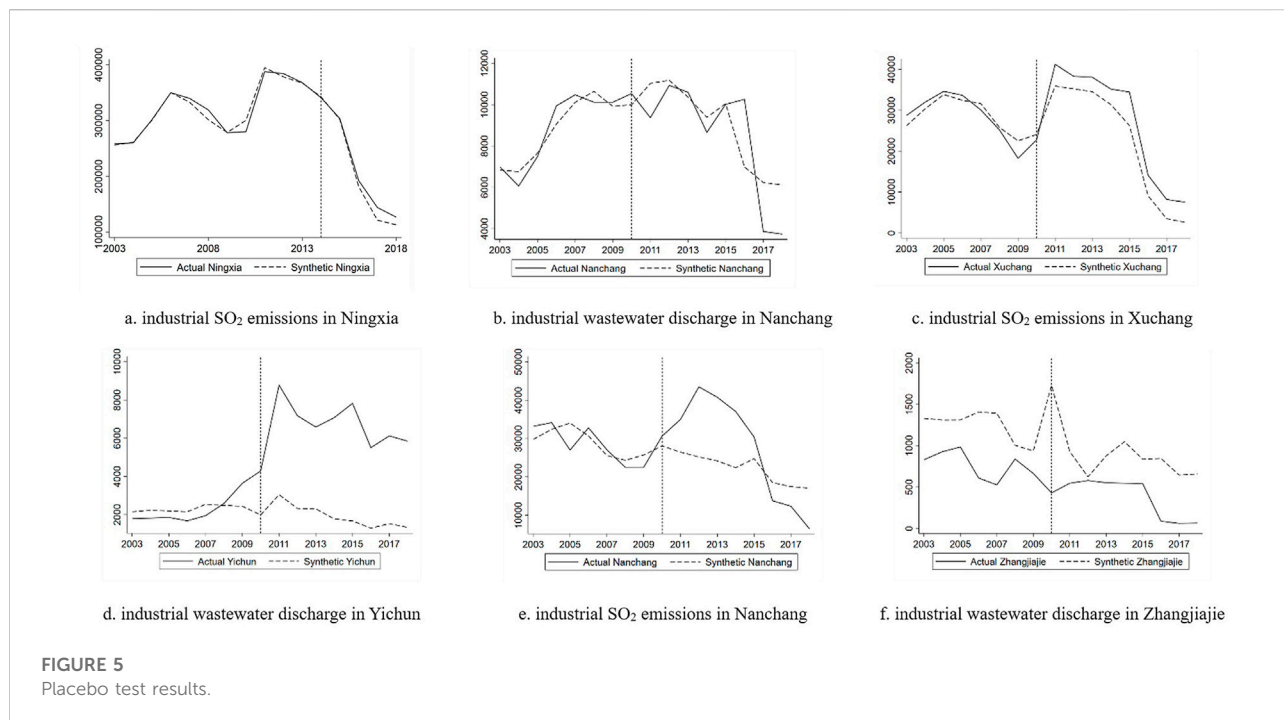 400000
300000
200000
100000
2003 2008 2013 2018
Actual Ningxia Synthetic Ningxia
a. industrial SO₂ emissions in Ningxia
12000
10000
8000
6000
4000
2003 2005 2007 2009 2011 2013 2015 2017
Actual Nanchang Synthetic Nanchang
b. industrial wastewater discharge in Nanchang
40000
30000
20000
10000
0
2003 2005 2007 2009 2011 2013 2015 2017
Actual Xuchang Synthetic Xuchang
c. industrial SO₂ emissions in Xuchang
10000
8000
6000
4000
2000
2003 2005 2007 2009 2011 2013 2015 2017
Actual Yichun Synthetic Yichun
d. industrial wastewater discharge in Yichun
50000
40000
30000
20000
10000
2003 2005 2007 2009 2011 2013 2015 2017
Actual Nanchang Synthetic Nanchang
e. industrial SO₂ emissions in Nanchang
2000
1500
1000
500
0
2003 2005 2007 2009 2011 2013 2015 2017
Actual Zhangjiajie Synthetic Zhangjiajie
f. industrial wastewater discharge in Zhangjiajie
FIGURE 5
Placebo test results.